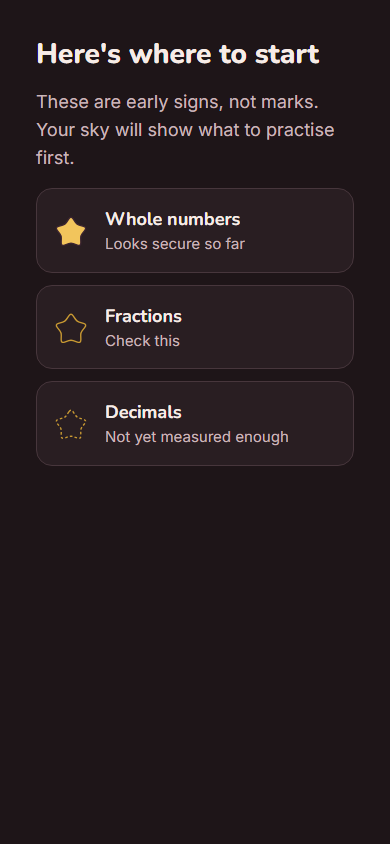 Here's where to start
These are early signs, not marks.
Your sky will show what to practise
first.
Whole numbers
Looks secure so far
Fractions
Check this
Decimals
Not yet measured enough